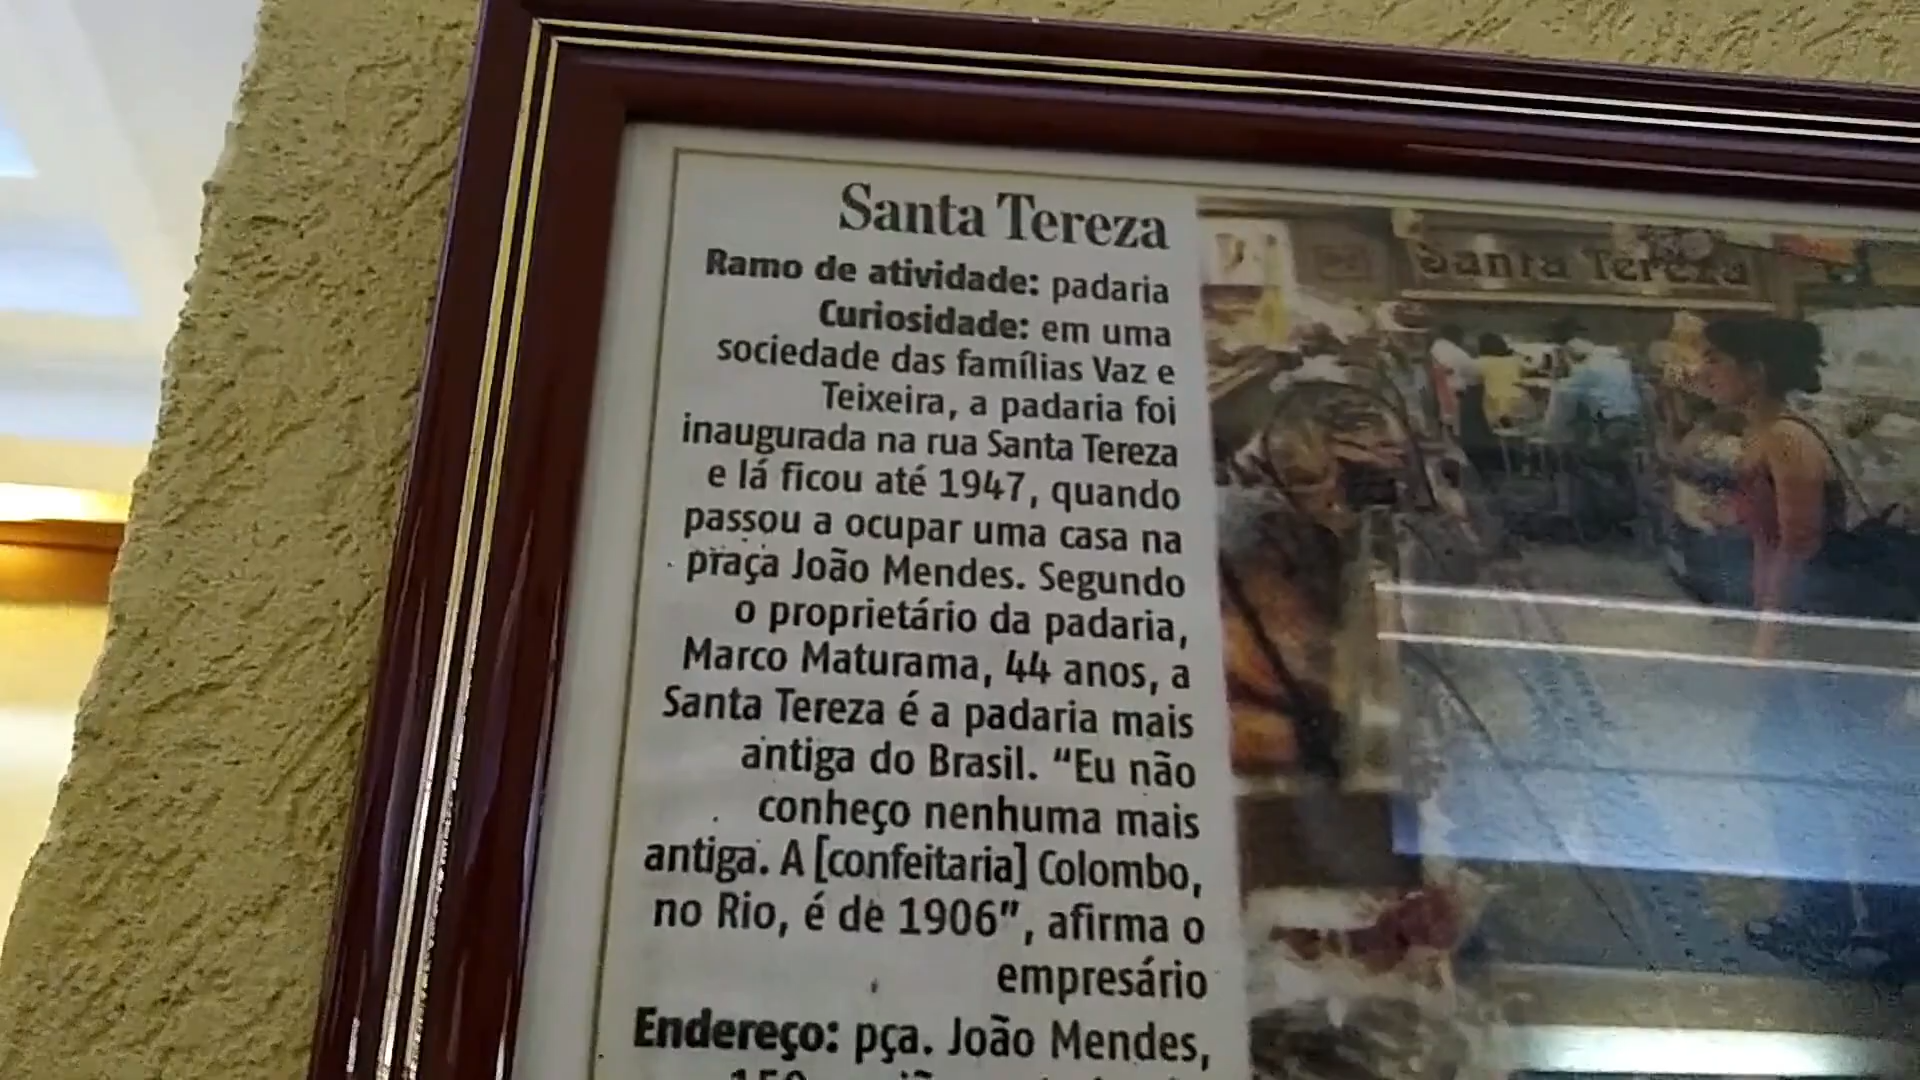 Santa Tereza
Ramo de atividade: padaria
Curiosidade: em uma
sociedade das famílias Vaz e
Teixeira, a padaria foi
inaugurada na rua Santa Tereza
e lá ficou até 1947, quando
passou a ocupar uma casa na
praça João Mendes. Segundo
o proprietário da padaria,
Marco Maturama, 44 anos, a
Santa Tereza é a padaria mais
antiga do Brasil. “Eu não
conheço nenhuma mais
antiga. A [confeitaria] Colombo,
no Rio, é de 1906”, afirma o
empresário
Endereço: pça. João Mendes,
Santa Tereza